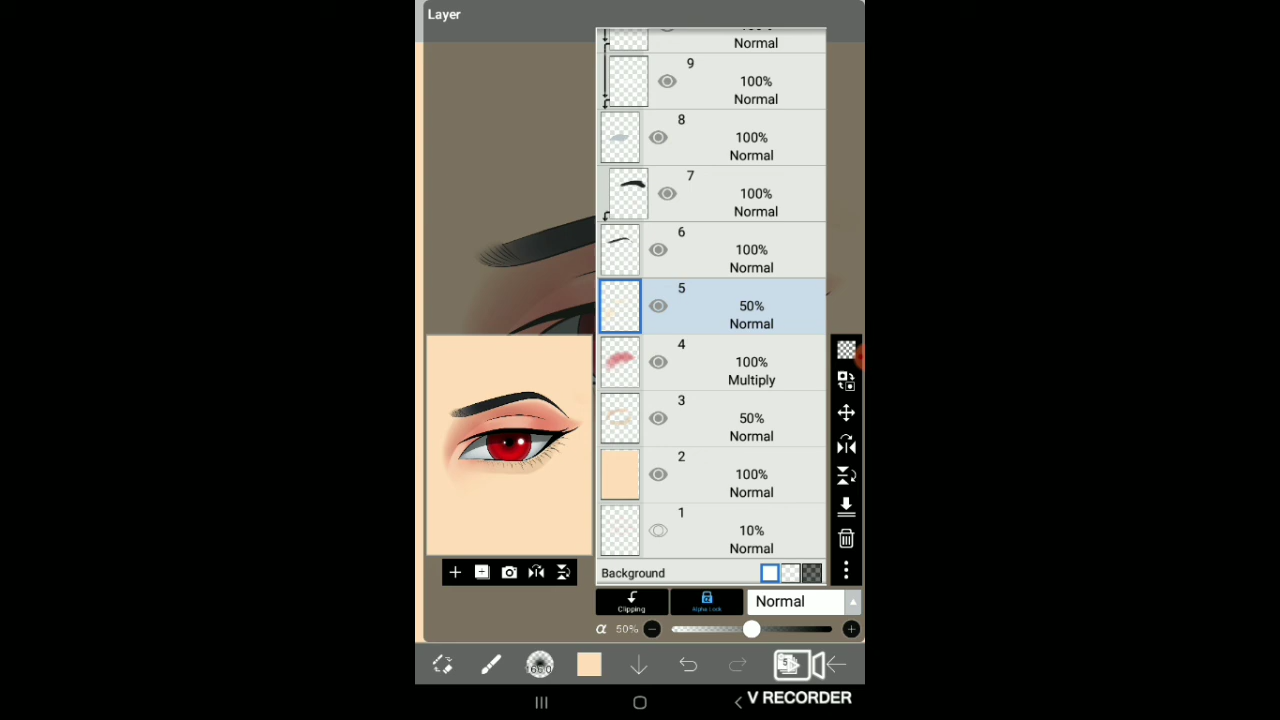 Layer
Normal
9
100%
Normal
8
100%
Normal
7
100%
Normal
6
100%
Normal
5
50%
Normal
4
100%
Multiply
3
50%
Normal
2
100%
Normal
1
10%
Normal
Background
Clipping
Alpha Lock
Normal
α 50%
5
V RECORDER